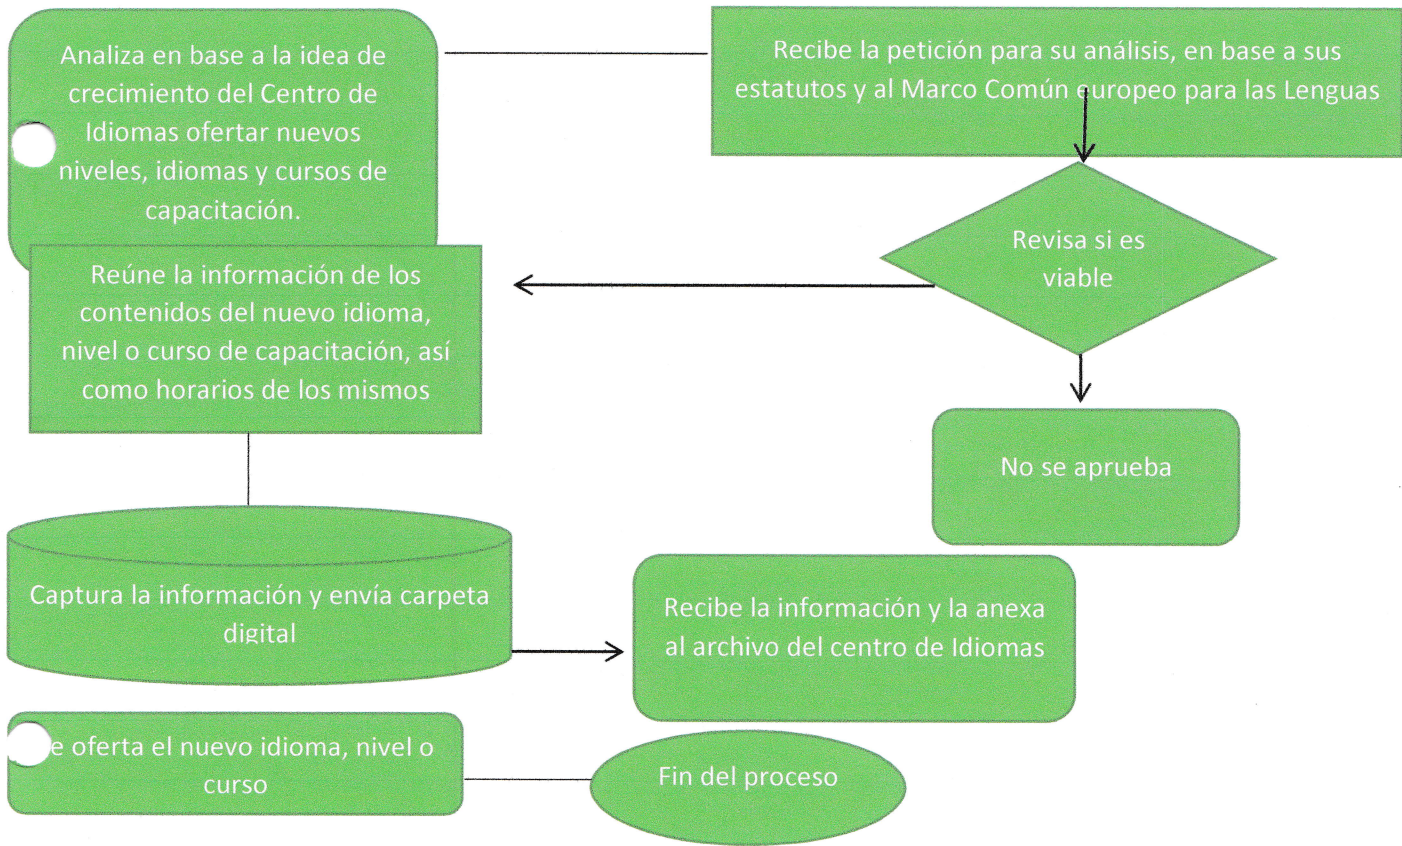 Analiza en base a la idea de
crecimiento del Centro de
Idiomas ofertar nuevos
niveles, idiomas y cursos de
capacitación.
Recibe la petición para su análisis, en base a sus
estatutos y al Marco Común europeo para las Lenguas
Revisa si es
viable
Reúne la información de los
contenidos del nuevo idioma,
nivel o curso de capacitación, así
como horarios de los mismos
No se aprueba
Captura la información y envía carpeta
digital
Recibe la información y la anexa
al archivo del centro de Idiomas
e oferta el nuevo idioma, nivel o
curso
Fin del proceso